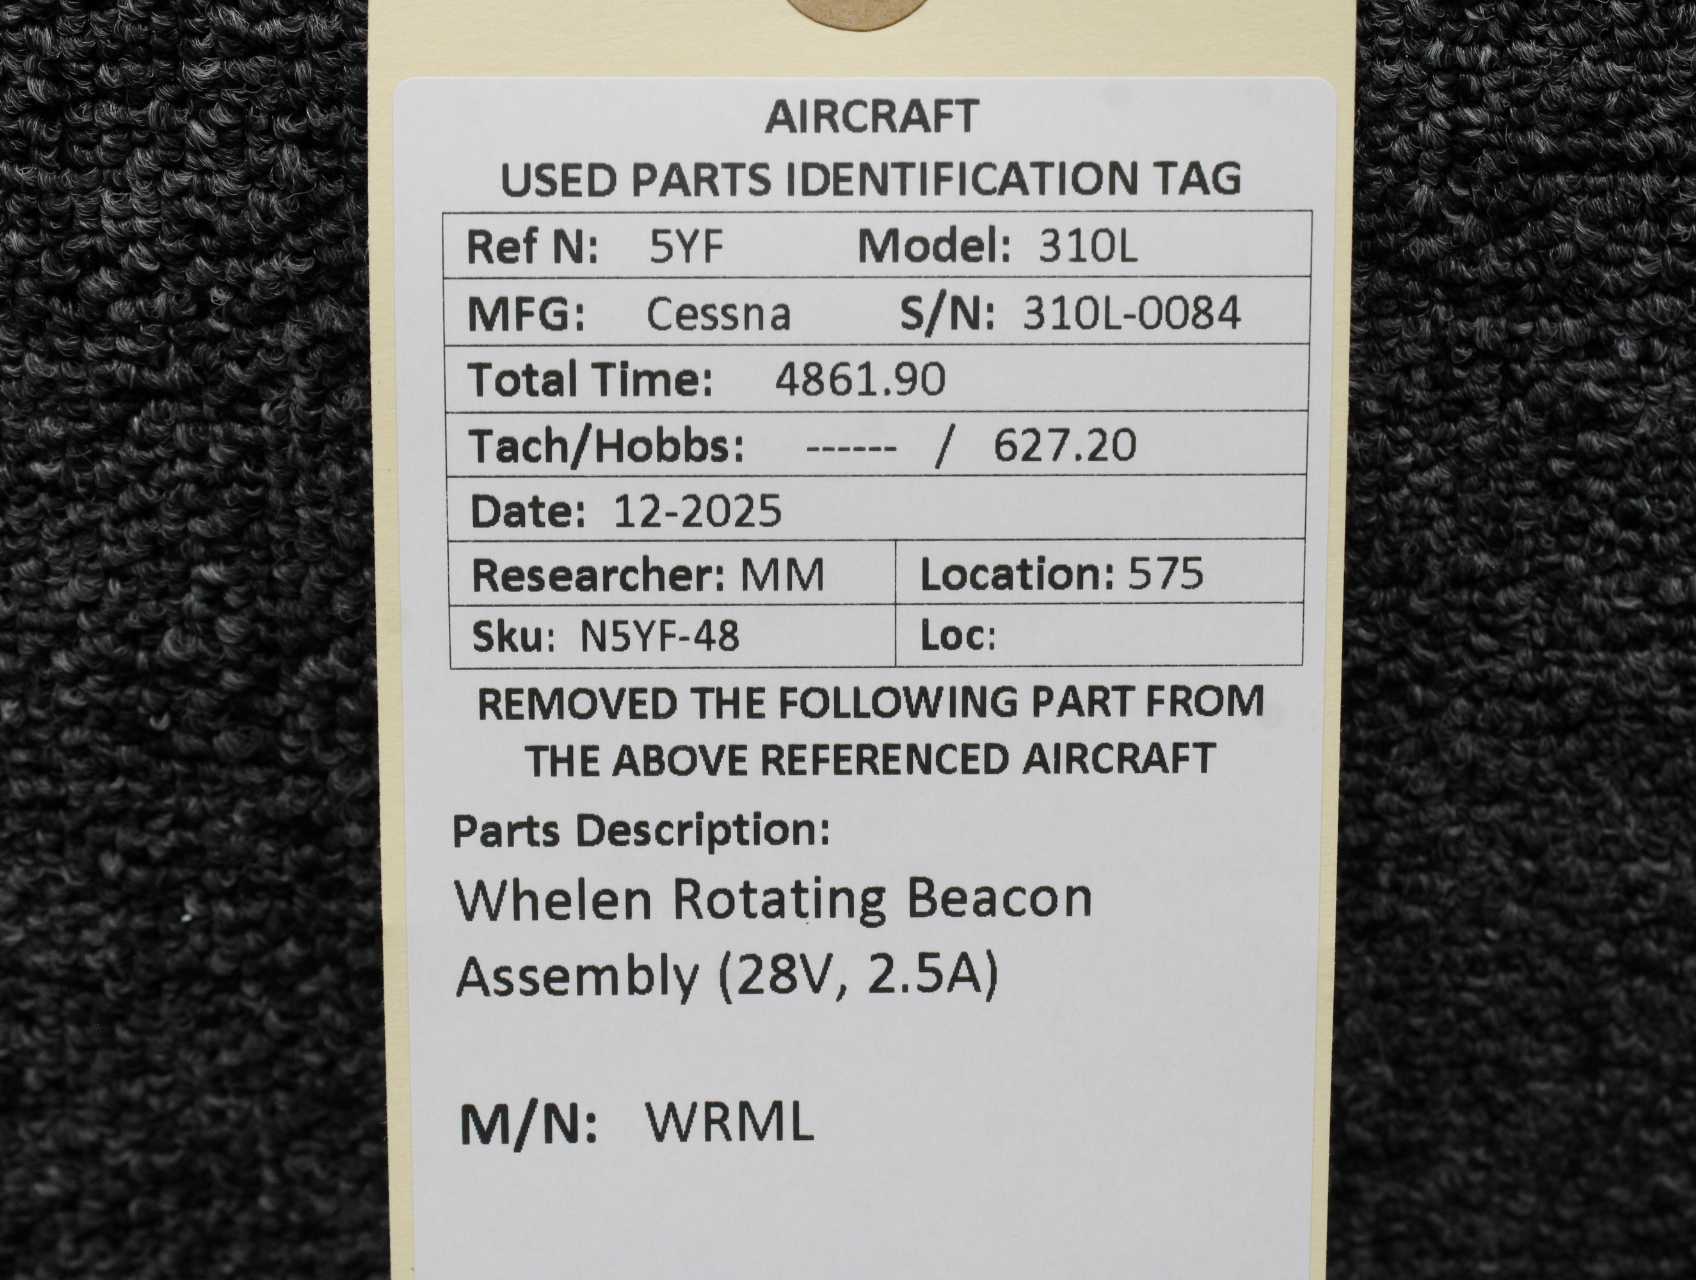 AIRCRAFT
USED PARTS IDENTIFICATION TAG
Ref N: 5YF Model: 310L
MFG: Cessna S/N: 310L-0084
Total Time: 4861.90
Tach/Hobbs: ------ / 627.20
Date: 12-2025
Researcher: MM Location: 575
Sku: N5YF-48 Loc:
REMOVED THE FOLLOWING PART FROM
THE ABOVE REFERENCED AIRCRAFT
Parts Description:
Whelen Rotating Beacon
Assembly (28V, 2.5A)
M/N: WRML